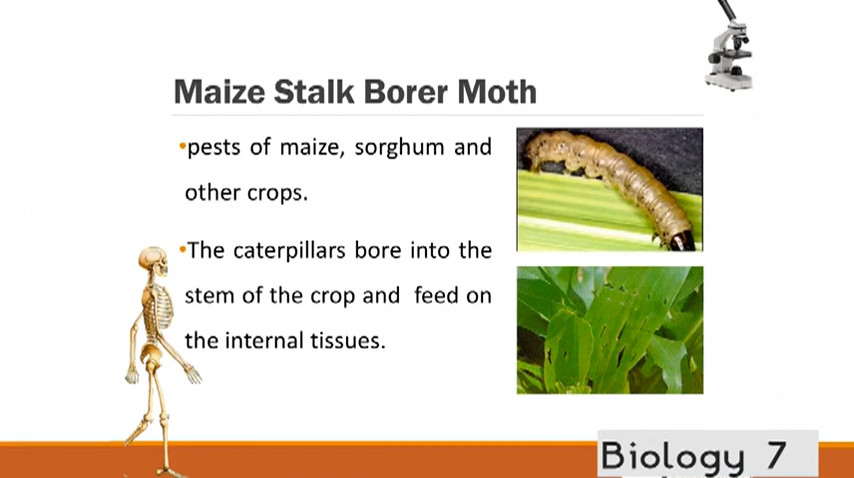 Maize Stalk Borer Moth
•pests of maize, sorghum and
other crops.
•The caterpillars bore into the
stem of the crop and feed on
the internal tissues.
Biology 7